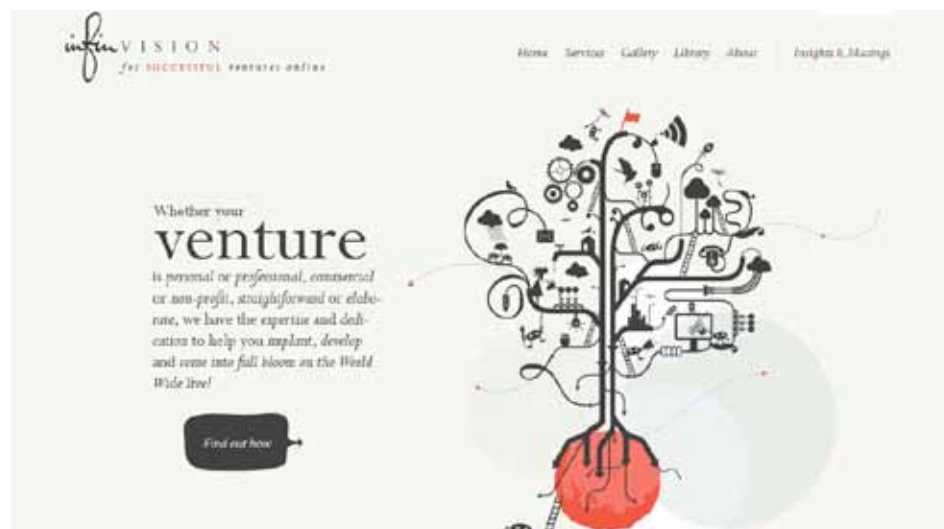 infinVISION
for SUCCESSFUL ventures online
Home Services Gallery Library About Insights & Musings
Whether your
venture
is personal or professional, commercial
or non-profit, straightforward or elabo-
rate, we have the expertise and dedi-
cation to help you implant, develop
and come into full bloom on the World
Wide live!
Find out how